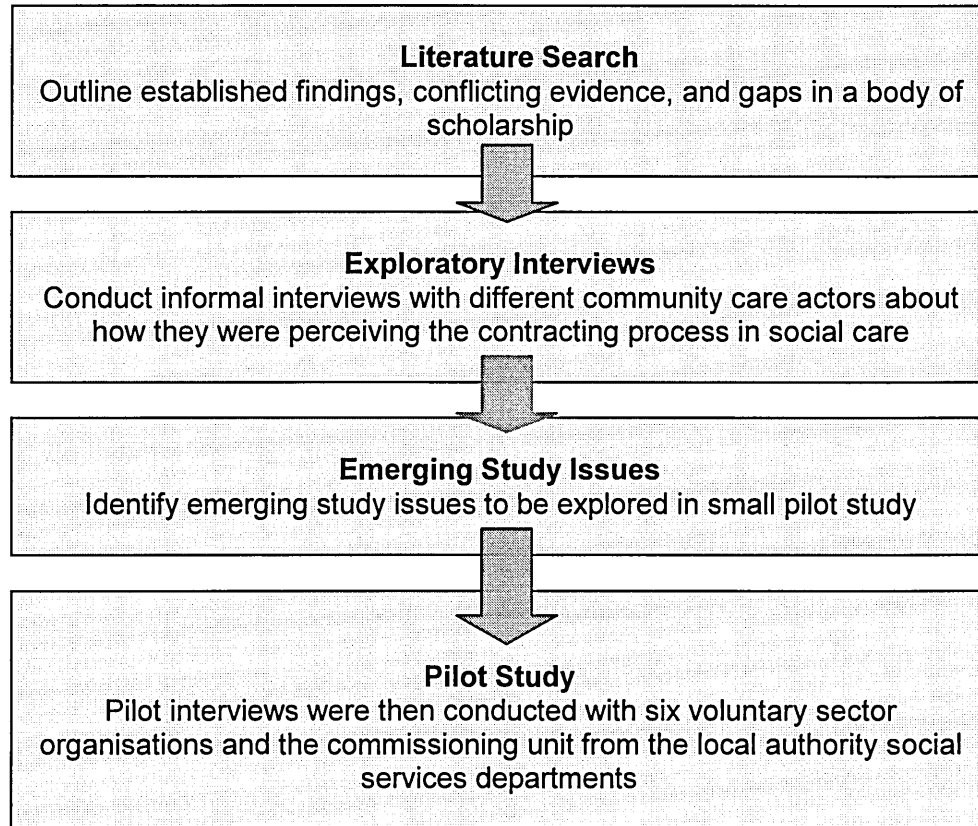 Literature Search
Outline established findings, conflicting evidence, and gaps in a body of
scholarship
Exploratory Interviews
Conduct informal interviews with different community care actors about
how they were perceiving the contracting process in social care
Emerging Study Issues
Identify emerging study issues to be explored in small pilot study
Pilot Study
Pilot interviews were then conducted with six voluntary sector
organisations and the commissioning unit from the local authority social
services departments